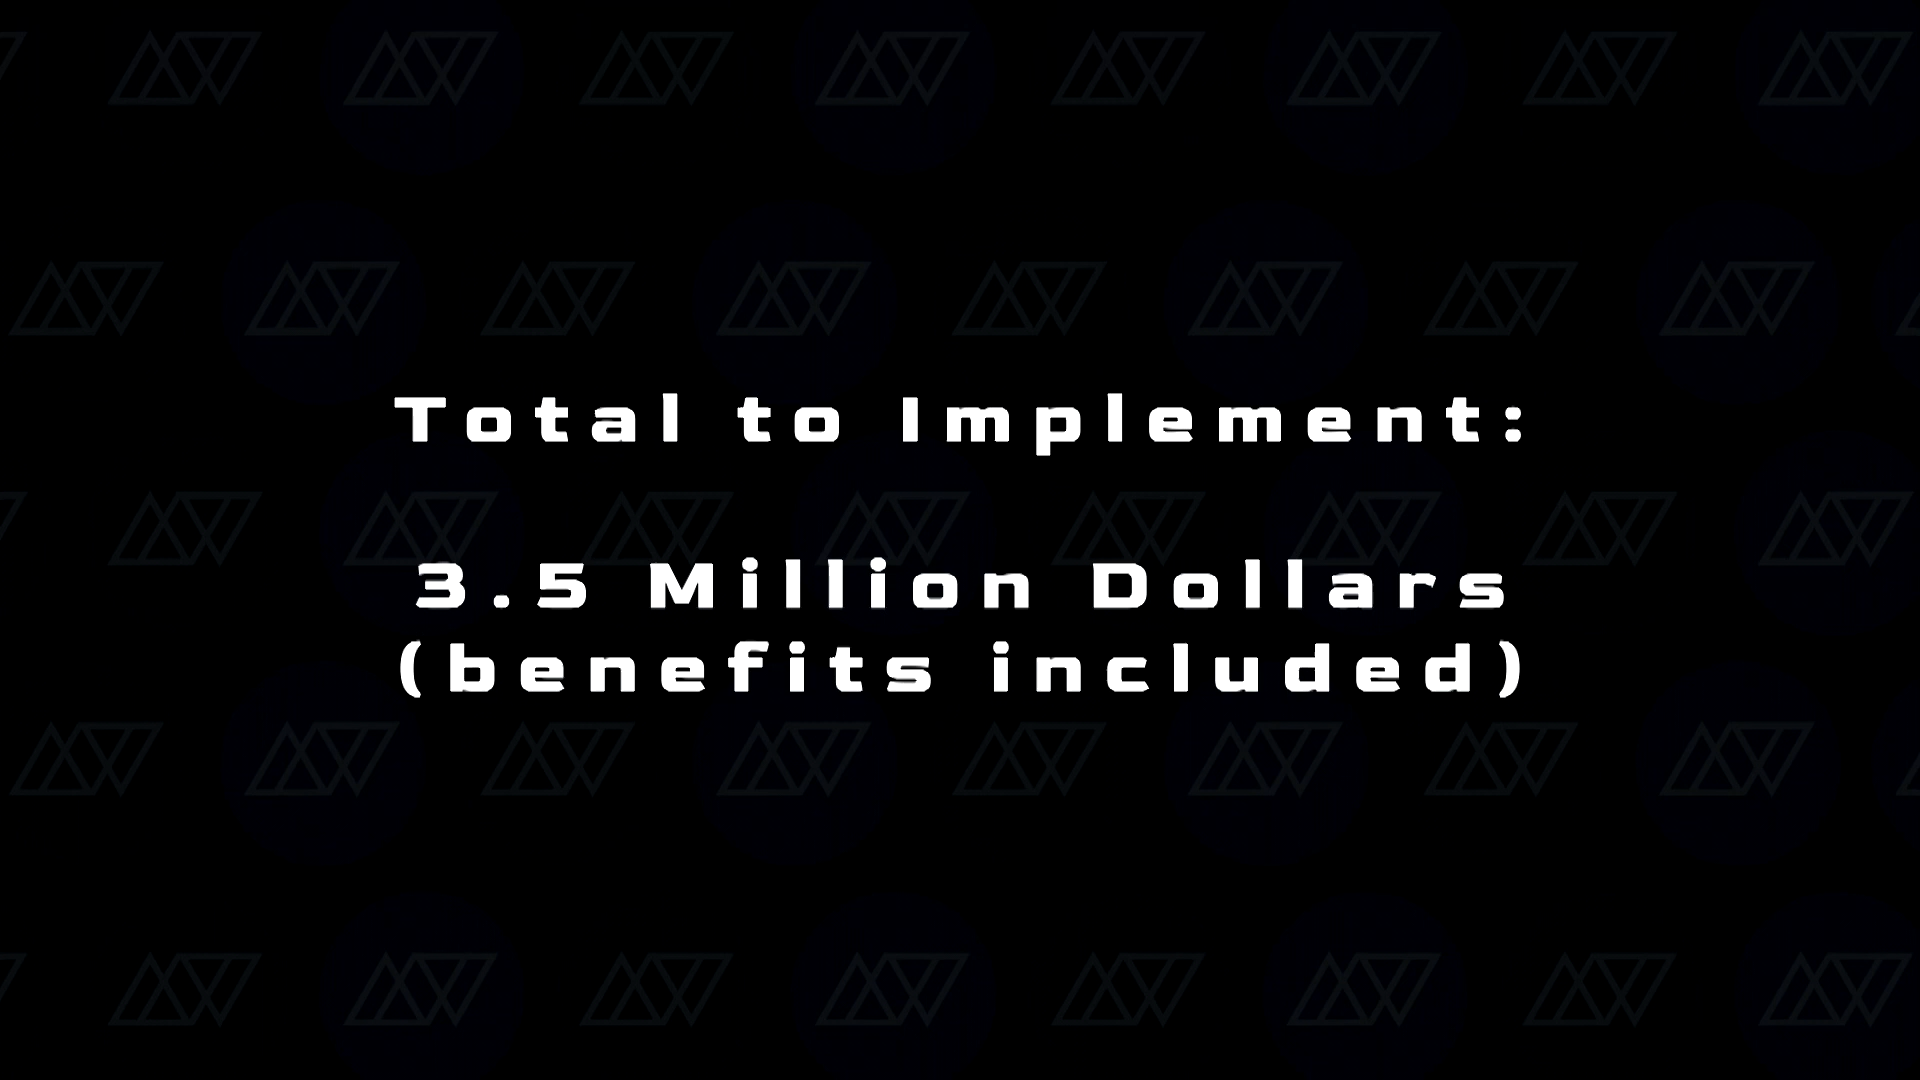 Total to Implement:
3.5 Million Dollars
(benefits included)